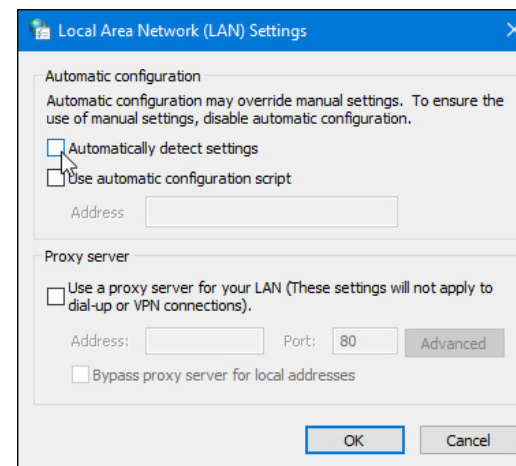 Local Area Network (LAN) Settings
Automatic configuration
Automatic configuration may override manual settings. To ensure the
use of manual settings, disable automatic configuration.
Automatically detect settings
Use automatic configuration script
Address
Proxy server
Use a proxy server for your LAN (These settings will not apply to
dial-up or VPN connections).
Address:
Port: 80
Advanced
Bypass proxy server for local addresses
OK
Cancel